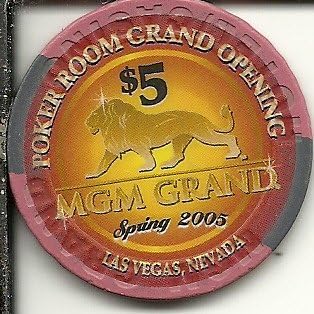 POKER ROOM GRAND OPENING
$5
MGM GRAND
Spring 2005
LAS VEGAS, NEVADA